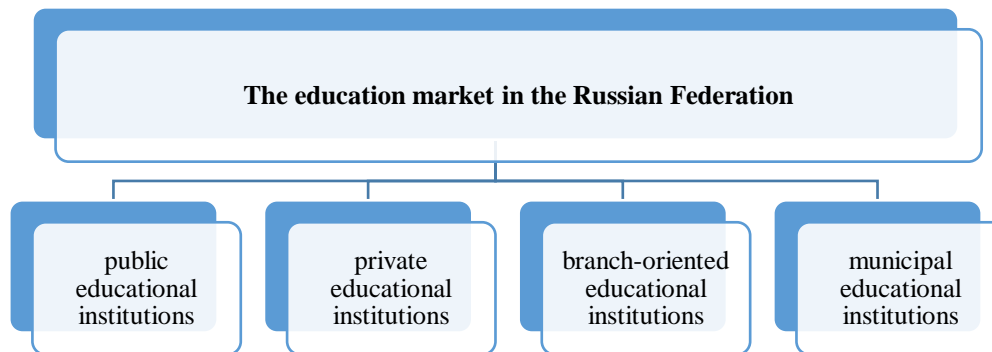 The education market in the Russian Federation
public
educational
institutions
private
educational
institutions
branch-oriented
educational
institutions
municipal
educational
institutions